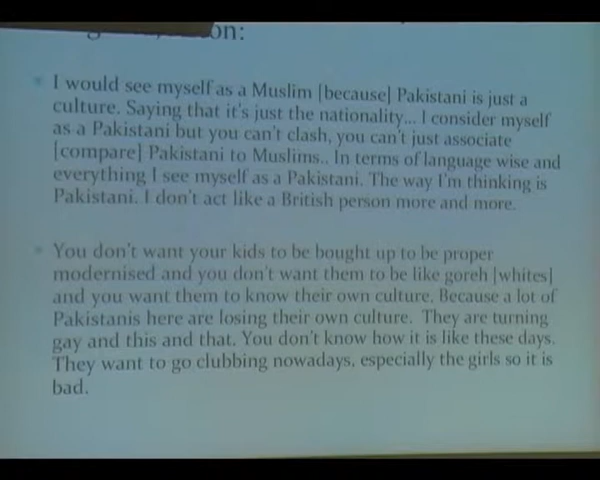 on:
I would see myself as a Muslim [because] Pakistani is just a
culture. Saying that it's just the nationality... I consider myself
as a Pakistani but you can't clash, you can't just associate
[compare] Pakistani to Muslims.. In terms of language wise and
everything I see myself as a Pakistani. The way I'm thinking is
Pakistani. I don't act like a British person more and more.
You don't want your kids to be bought up to be proper
modernised and you don't want them to be like goreh [whites]
and you want them to know their own culture. Because a lot of
Pakistanis here are losing their own culture. They are turning
gay and this and that. You don't know how it is like these days.
They want to go clubbing nowadays, especially the girls so it is
bad.